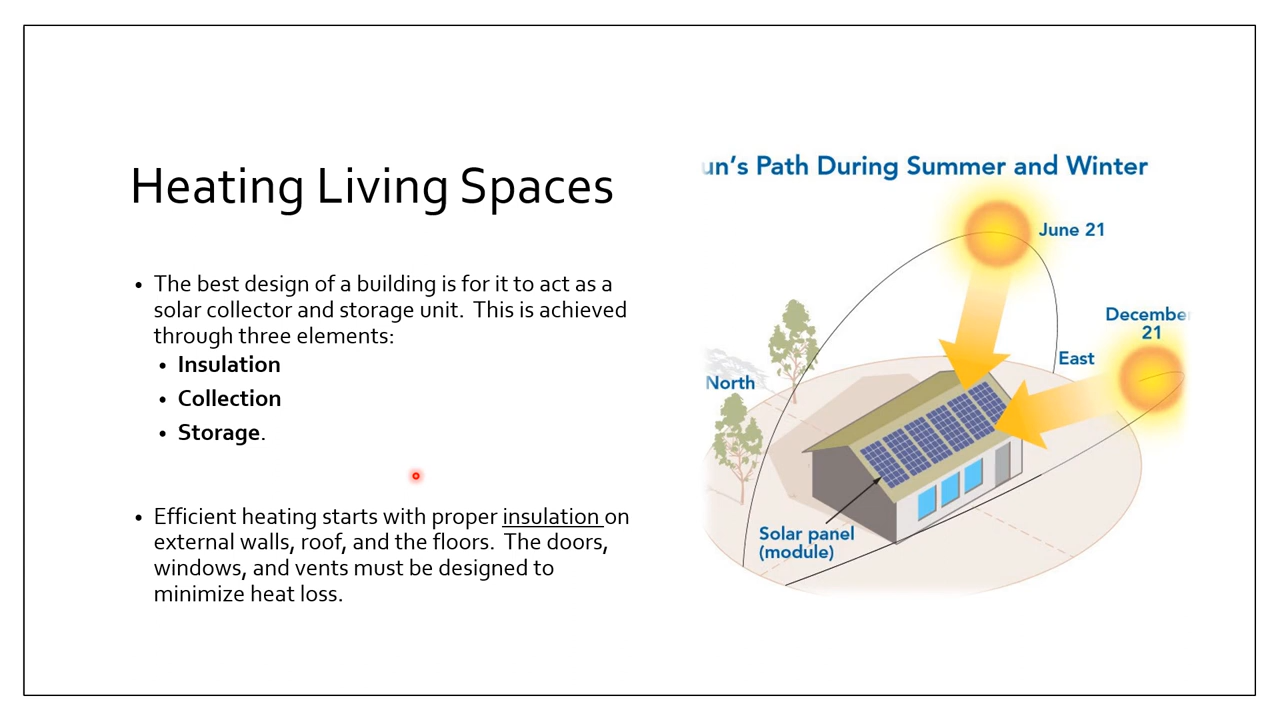 Heating Living Spaces
• The best design of a building is for it to act as a
solar collector and storage unit.  This is achieved
through three elements:
• Insulation
• Collection
• Storage.
• Efficient heating starts with proper insulation on
external walls, roof, and the floors.  The doors,
windows, and vents must be designed to
minimize heat loss.
un’s Path During Summer and Winter
June 21
Decembe
21
East
North
Solar panel
(module)